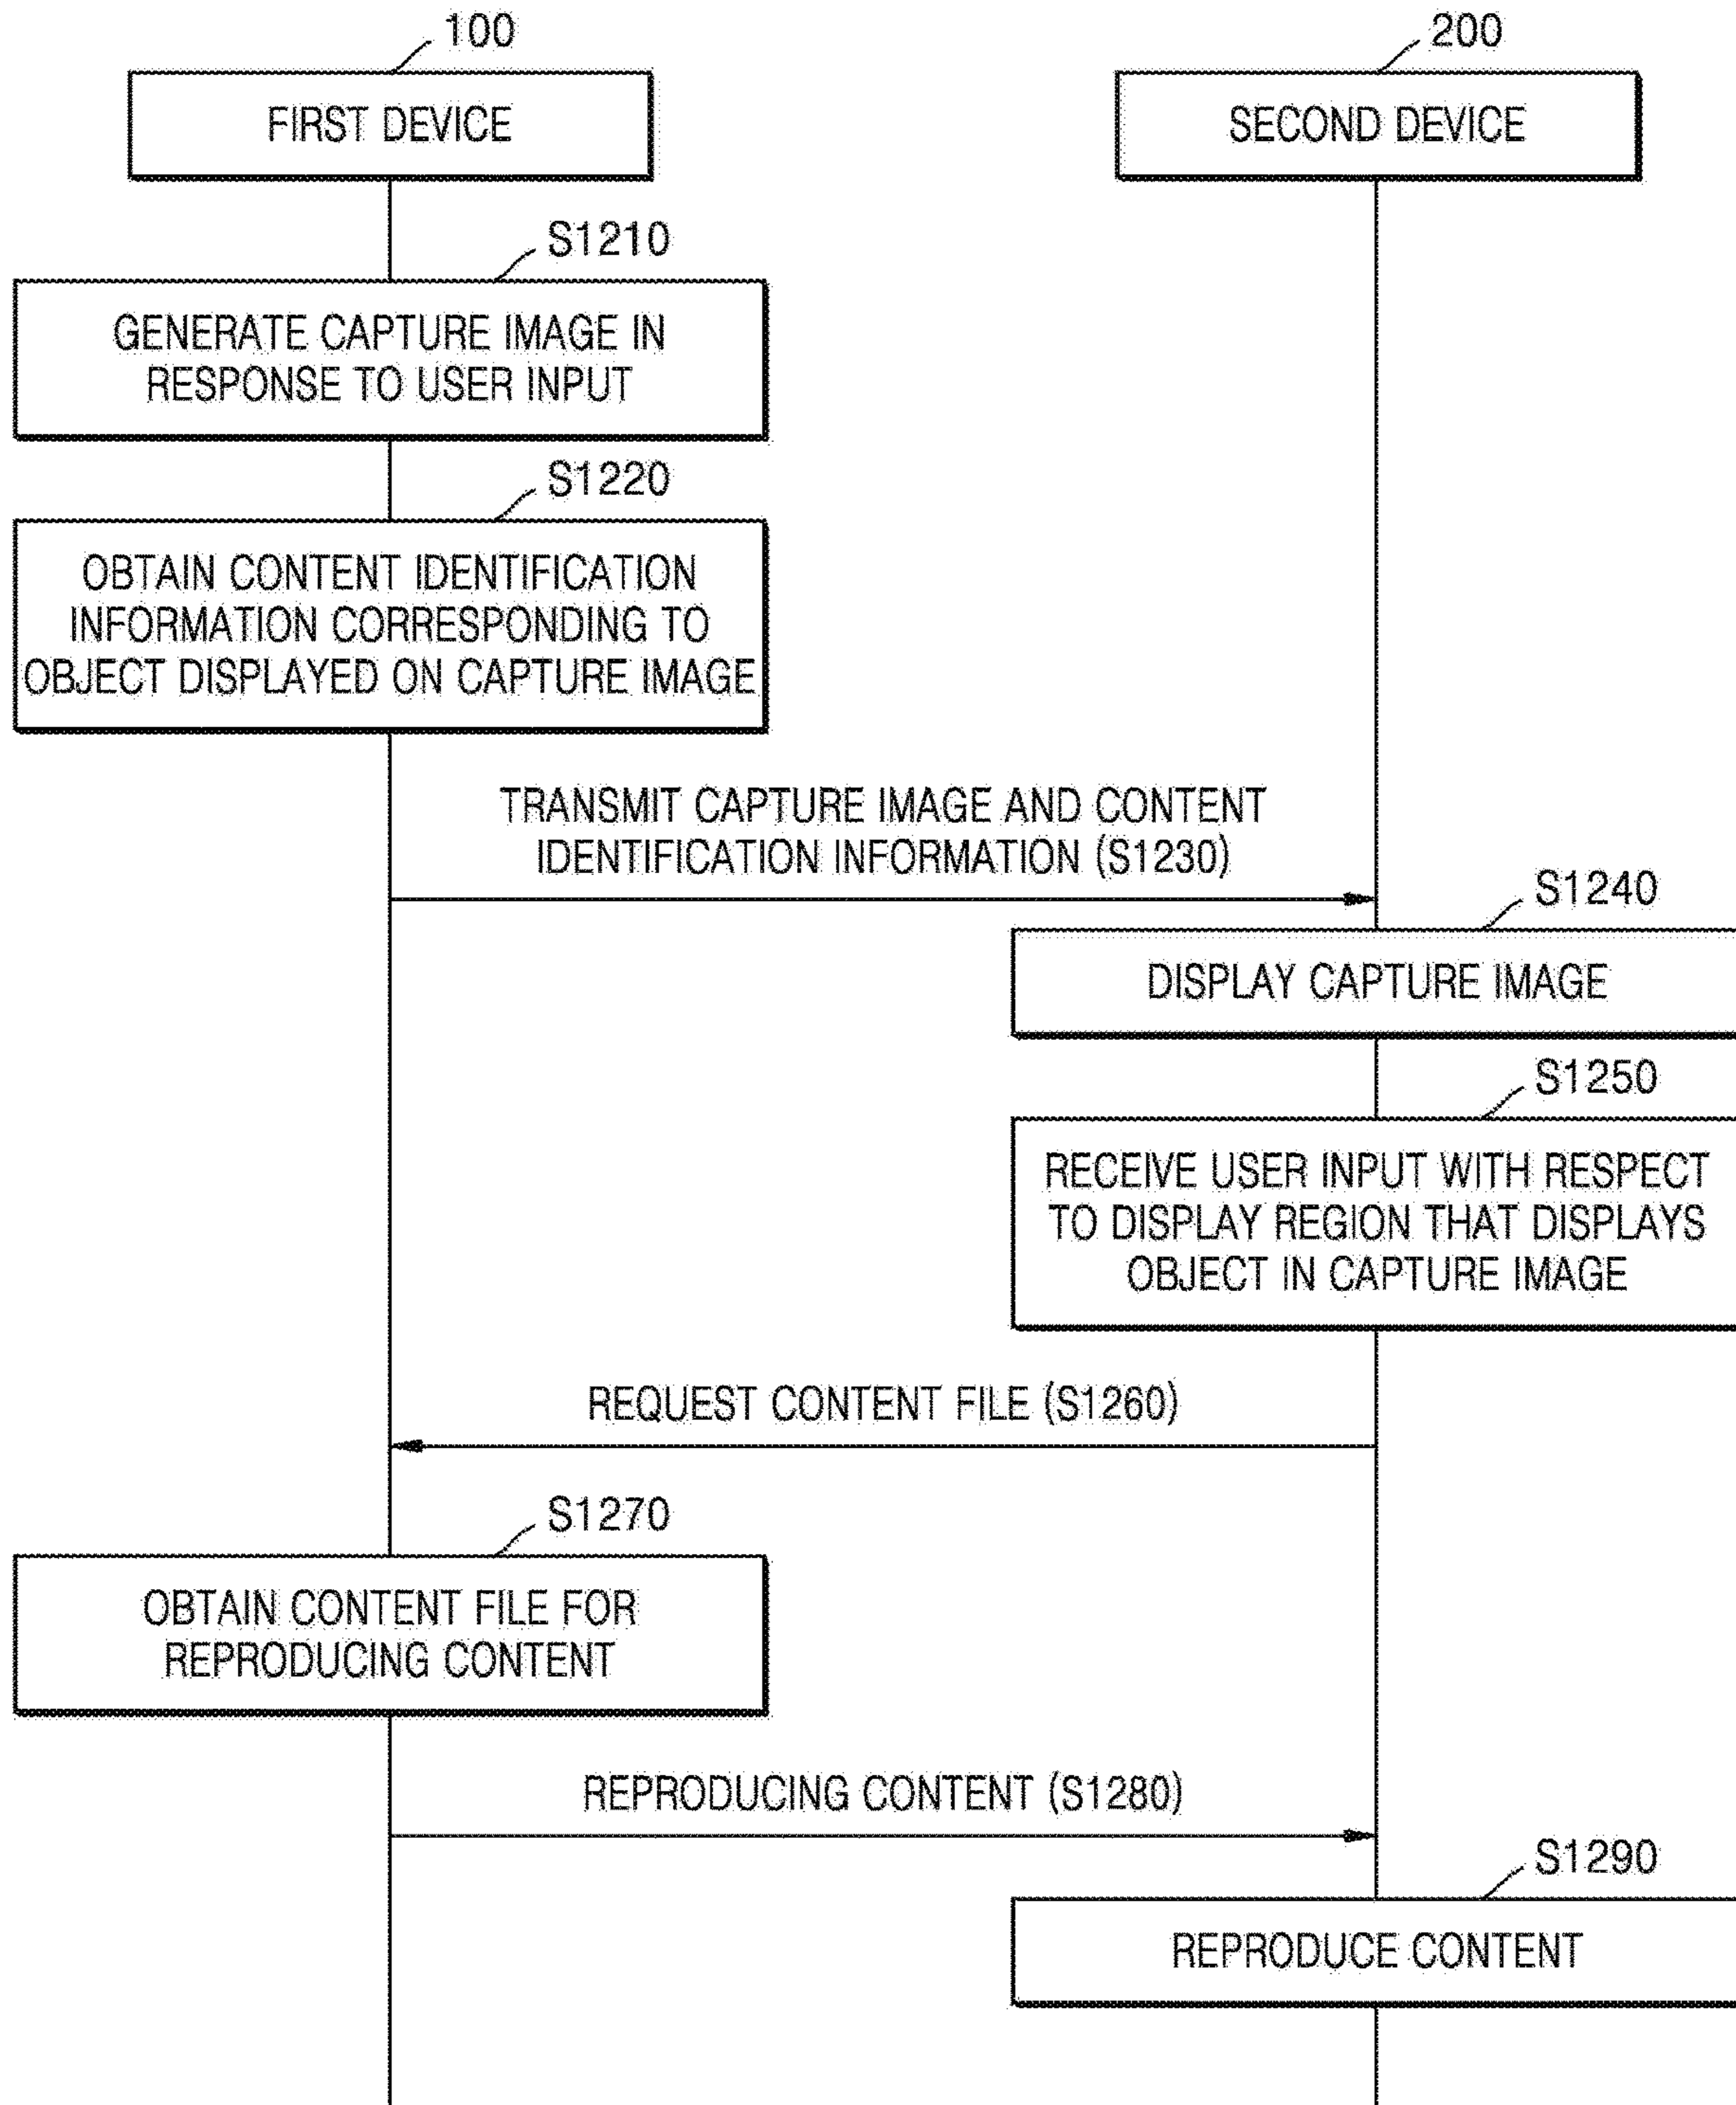 100
200
FIRST DEVICE
SECOND DEVICE
S1210
GENERATE CAPTURE IMAGE IN
RESPONSE TO USER INPUT
S1220
OBTAIN CONTENT IDENTIFICATION
INFORMATION CORRESPONDING TO
OBJECT DISPLAYED ON CAPTURE IMAGE
TRANSMIT CAPTURE IMAGE AND CONTENT
IDENTIFICATION INFORMATION (S1230)
S1240
DISPLAY CAPTURE IMAGE
S1250
RECEIVE USER INPUT WITH RESPECT
TO DISPLAY REGION THAT DISPLAYS
OBJECT IN CAPTURE IMAGE
REQUEST CONTENT FILE (S1260)
S1270
OBTAIN CONTENT FILE FOR
REPRODUCING CONTENT
REPRODUCING CONTENT (S1280)
S1290
REPRODUCE CONTENT